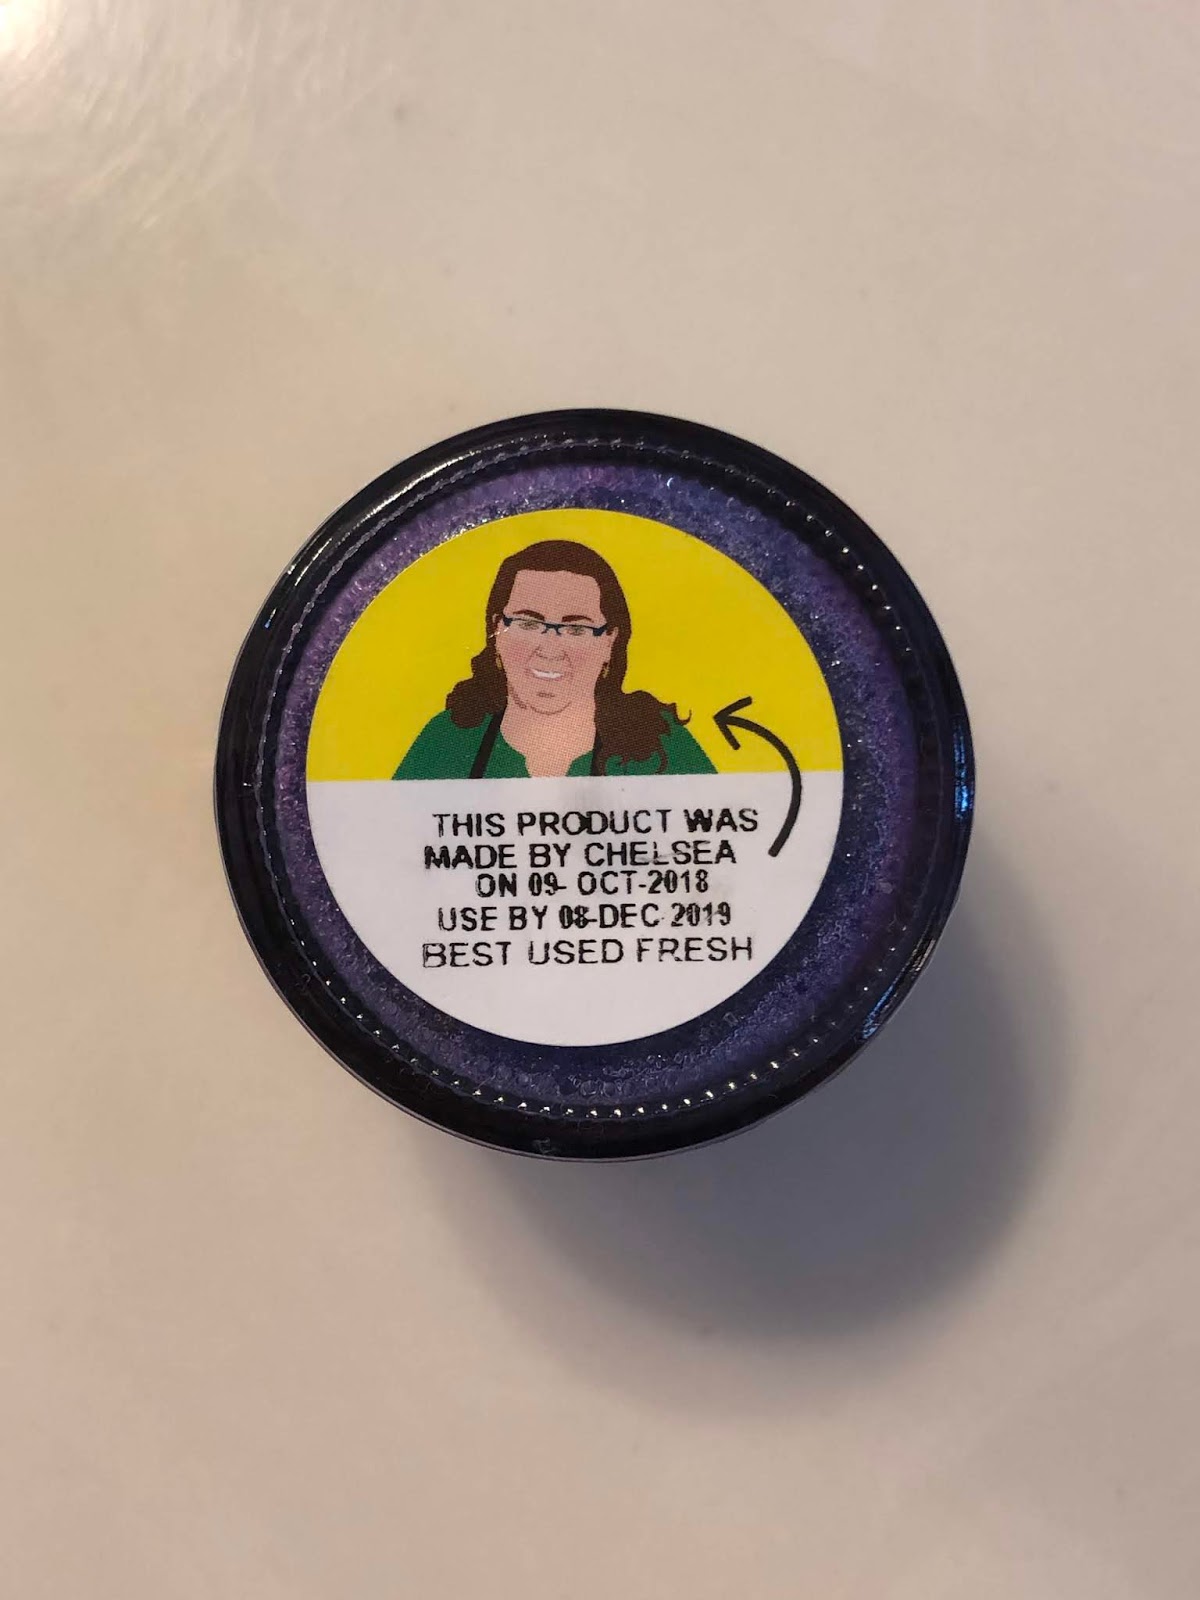 THIS PRODUCT WAS
MADE BY CHELSEA
ON 09- OCT-2018
USE BY 08-DEC 2019
BEST USED FRESH